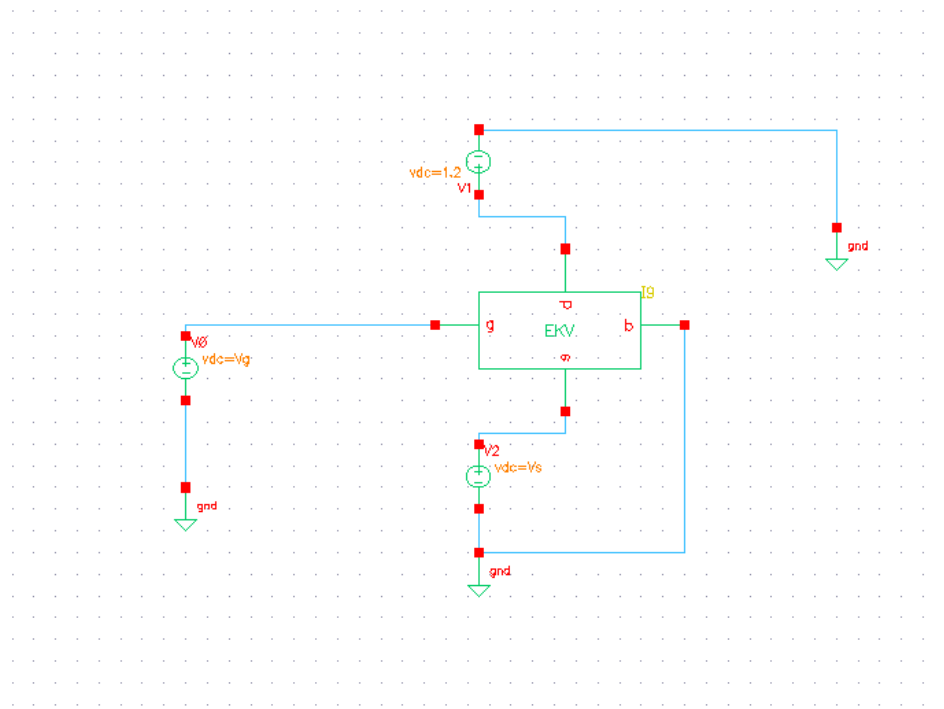 vdc=1.2
V1
gnd
I9
d
g
EKV
b
s
V0
vdc=Vg
V2
vdc=Vs
gnd
gnd